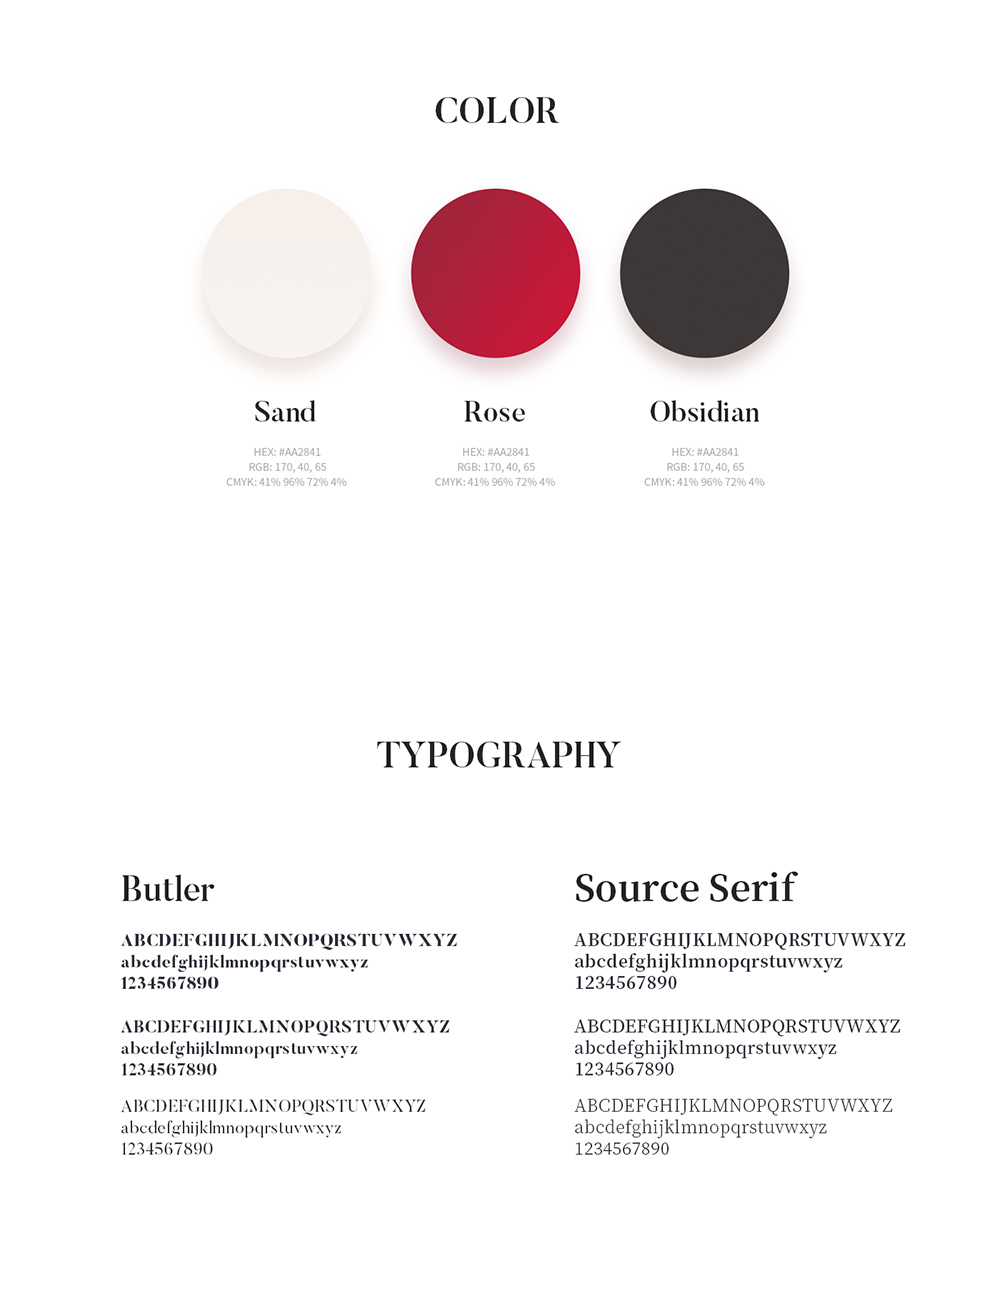 COLOR
Sand
HEX: #AA2841
RGB: 170, 40, 65
CMYK: 41% 96% 72% 4%
Rose
HEX: #AA2841
RGB: 170, 40, 65
CMYK: 41% 96% 72% 4%
Obsidian
HEX: #AA2841
RGB: 170, 40, 65
CMYK: 41% 96% 72% 4%
TYPOGRAPHY
Butler
ABCDEFGHIJKLMNOPQRSTUVWXYZ
abcdefghijklmnopqrstuvwxyz
1234567890
ABCDEFGHIJKLMNOPQRSTUVWXYZ
abcdefghijklmnopqrstuvwxyz
1234567890
ABCDEFGHIJKLMNOPQRSTUVWXYZ
abcdefghijklmnopqrstuvwxyz
1234567890
Source Serif
ABCDEFGHIJKLMNOPQRSTUVWXYZ
abcdefghijklmnopqrstuvwxyz
1234567890
ABCDEFGHIJKLMNOPQRSTUVWXYZ
abcdefghijklmnopqrstuvwxyz
1234567890
ABCDEFGHIJKLMNOPQRSTUVWXYZ
abcdefghijklmnopqrstuvwxyz
1234567890